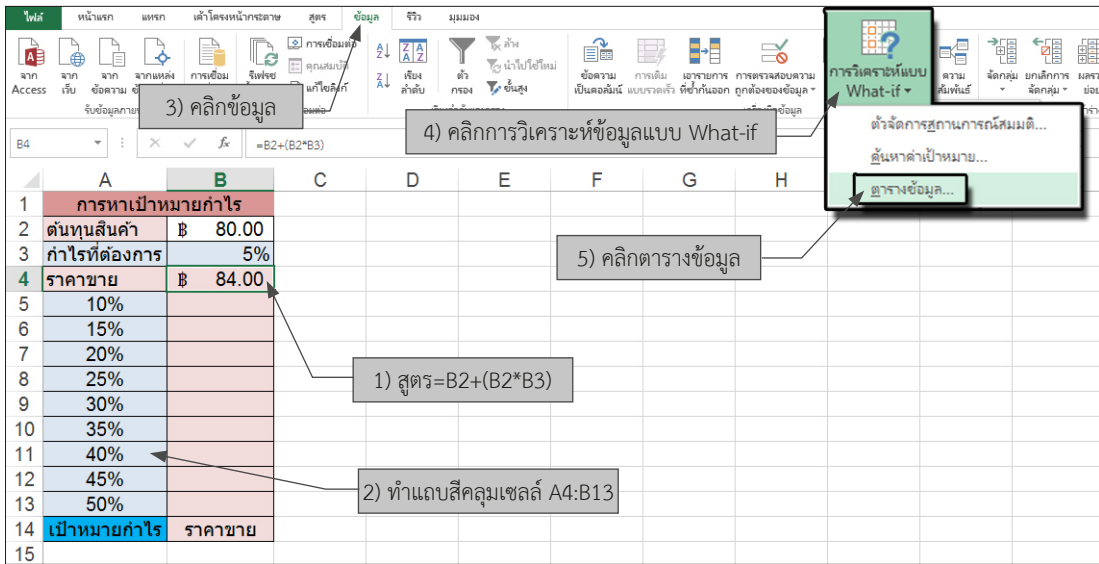 ไฟล์ หน้าแรก แทรก เค้าโครงหน้ากระดาษ สูตร ข้อมูล รีวิว มุมมอง
จาก Access
จาก เว็บ
จาก ข้อความ
จากแหล่ง
การเชื่อม
รีเฟรช
การเชื่อมต่อ
คุณสมบัติ
แก้ไขลิงก์
เรียงลำดับ
ตัวกรอง
ล้าง
นำไปใช้ใหม่
ขั้นสูง
ข้อความเป็นคอลัมน์
การเติมแบบรวดเร็ว
เอารายการที่ซ้ำกันออก
การตรวจสอบความถูกต้องของข้อมูล
การวิเคราะห์แบบ What-if
ความสัมพันธ์
จัดกลุ่ม
ยกเลิกการจัดกลุ่ม
3) คลิกข้อมูล
4) คลิกการวิเคราะห์ข้อมูลแบบ What-if
ตัวจัดการสถานการณ์สมมติ...
ค้นหาค่าเป้าหมาย...
ตารางข้อมูล...
B4 fx =B2+(B2*B3)
A B C D E F G H
1 การหาเป้าหมายกำไร
2 ต้นทุนสินค้า ฿ 80.00
3 กำไรที่ต้องการ 5%
5) คลิกตารางข้อมูล
4 ราคาขาย ฿ 84.00
5 10%
6 15%
7 20%
1) สูตร=B2+(B2*B3)
8 25%
9 30%
10 35%
11 40%
12 45%
2) ทำแถบสีคลุมเซลล์ A4:B13
13 50%
14 เป้าหมายกำไร ราคาขาย
15